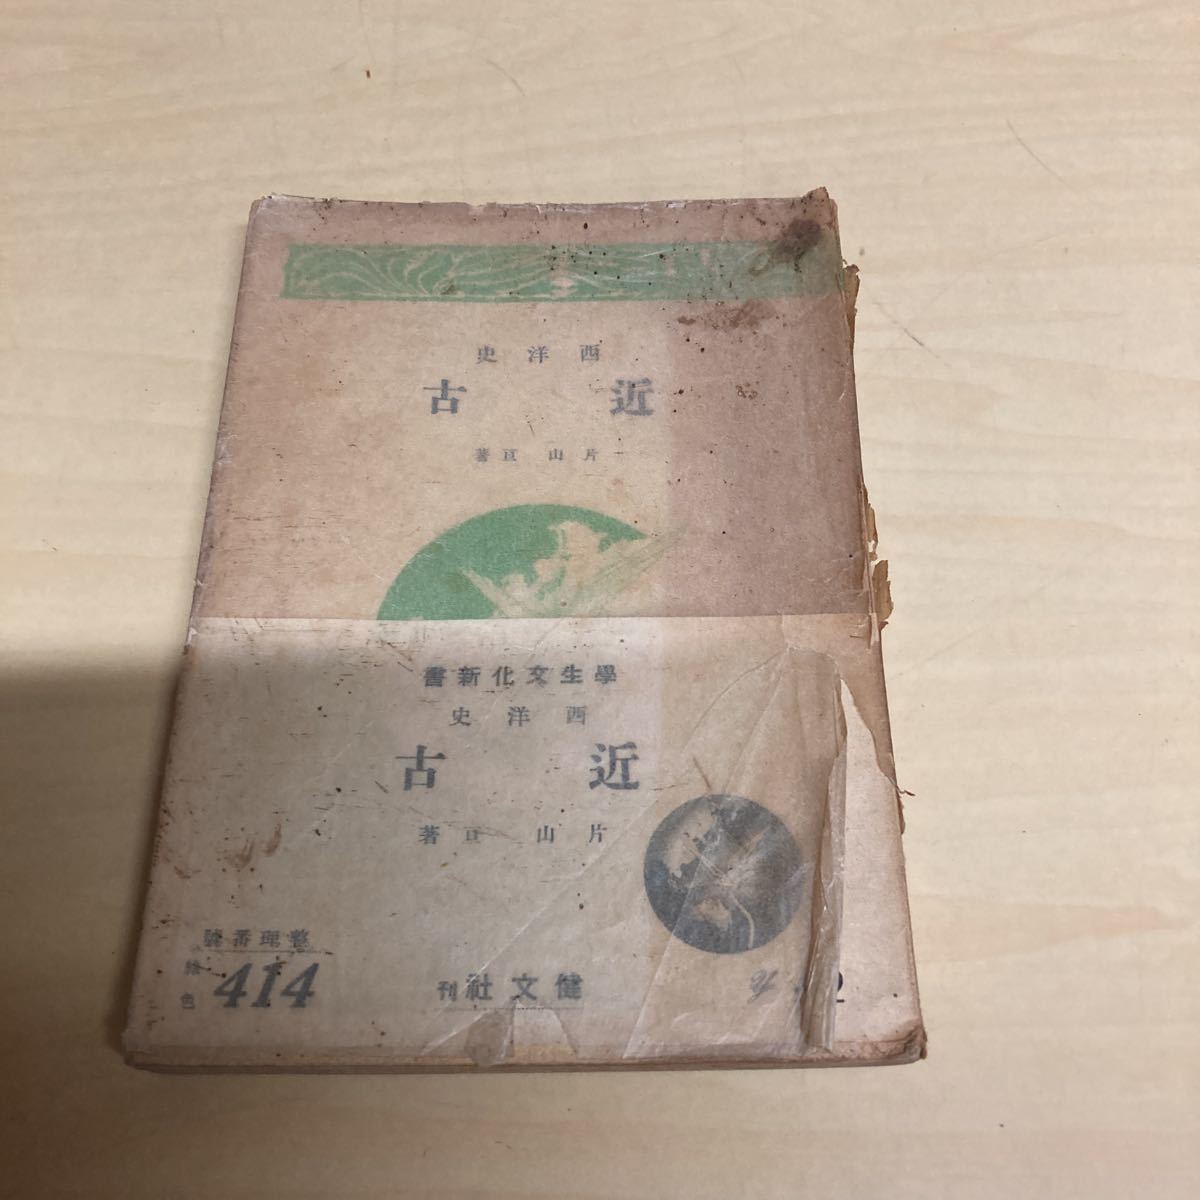 西洋史
近古
片山亘著
學生文化新書
西洋史
近古
片山亘著
整理番號
色
414
健文社刊
2